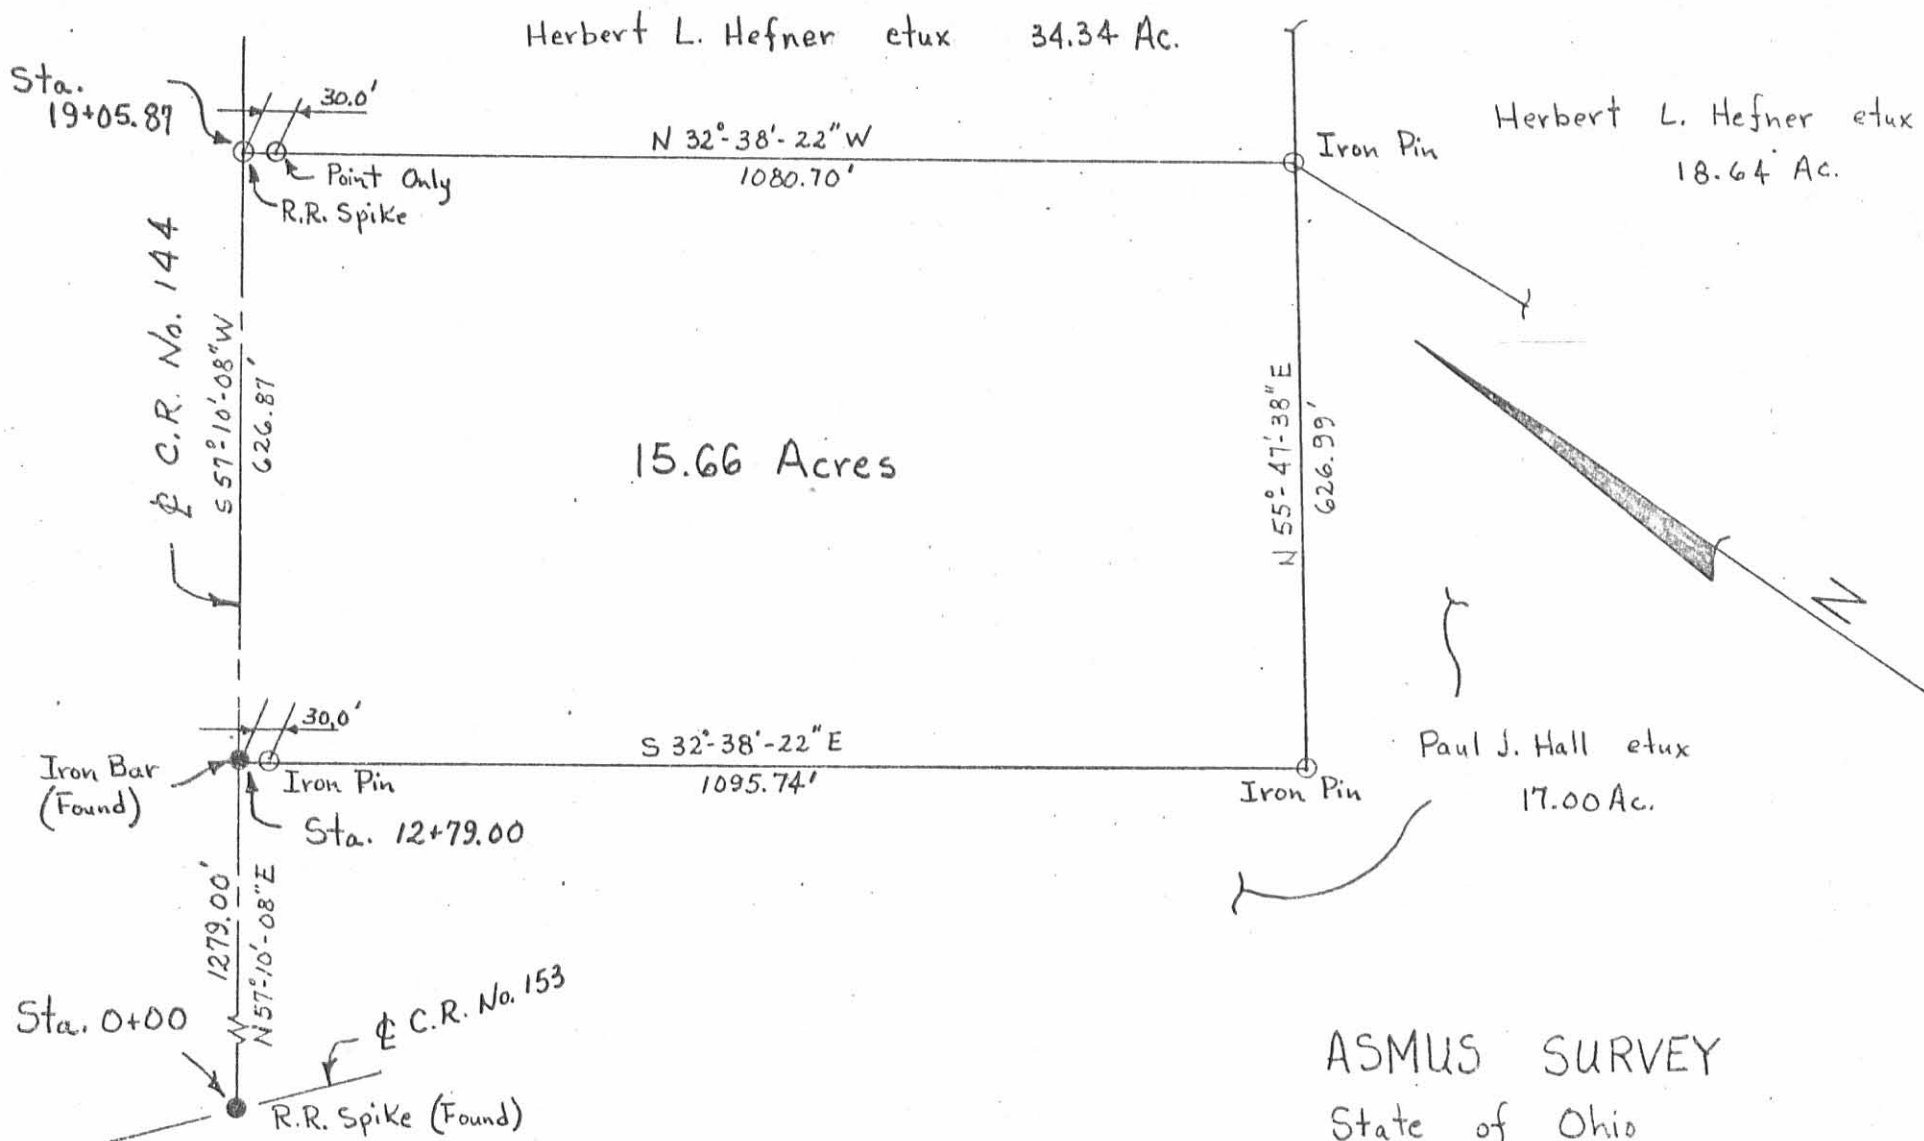 Herbert L. Hefner etux 34.34 Ac.
Sta.
19+05.87
30.0'
N 32°-38'-22" W
1080.70'
Iron Pin
Herbert L. Hefner etux
18.64 Ac.
Point Only
R.R. Spike
℄ C.R. No. 144
S 57°-10'-08" W
626.87'
15.66 Acres
N 55°-47'-38" E
626.99'
N
30.0'
S 32°-38'-22" E
1095.74'
Iron Bar
(Found)
Iron Pin
Iron Pin
Sta. 12+79.00
Paul J. Hall etux
17.00 Ac.
1279.00'
N 57°-10'-08" E
Sta. 0+00
℄ C.R. No. 153
R.R. Spike (Found)
ASMUS SURVEY
State of Ohio